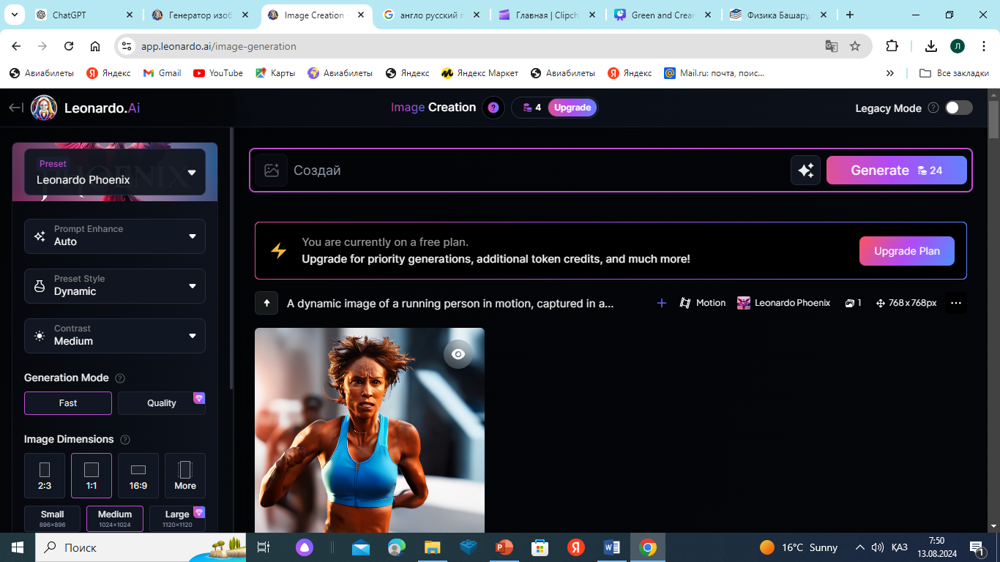 ChatGPT
Генератор изоб
Image Creation -
англо русский п
Главная | Clipch
Green and Crear
Физика Башару
app.leonardo.ai/image-generation
Л
Авиабилеты
Яндекс
Gmail
YouTube
Карты
Авиабилеты
Яндекс
Яндекс Маркет
Авиабилеты
Яндекс
Mail.ru: почта, поис...
Все закладки
Leonardo.Ai
Image Creation
?
4
Upgrade
Legacy Mode
?
Preset
Leonardo Phoenix
Создай
Generate 24
Prompt Enhance
Auto
You are currently on a free plan.
Upgrade for priority generations, additional token credits, and much more!
Upgrade Plan
Preset Style
Dynamic
A dynamic image of a running person in motion, captured in a...
Motion
Leonardo Phoenix
1
768 x 768px
Contrast
Medium
Generation Mode ?
Fast
Quality
Image Dimensions ?
2:3
1:1
16:9
More
Small
896×896
Medium
1024×1024
Large
1120×1120
Поиск
16°C Sunny
ҚАЗ
7:50
13.08.2024
1